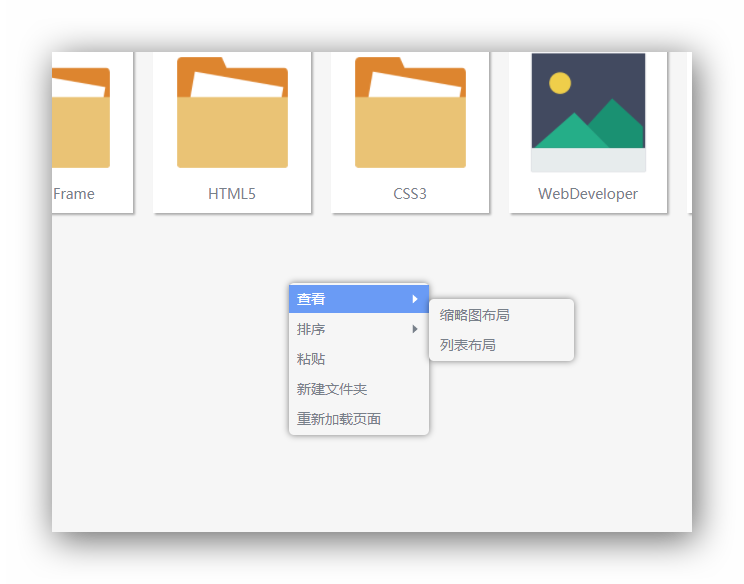 Frame
HTML5
CSS3
WebDeveloper
查看
排序
粘贴
新建文件夹
重新加载页面
缩略图布局
列表布局